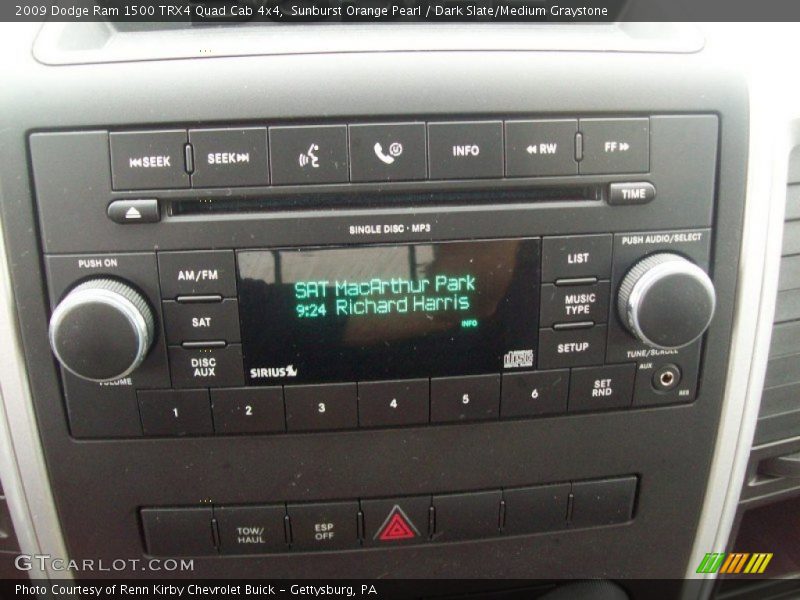 2009 Dodge Ram 1500 TRX4 Quad Cab 4x4, Sunburst Orange Pearl / Dark Slate/Medium Graystone
SEEK
SEEK
INFO
RW
FF
TIME
SINGLE DISC · MP3
PUSH ON
VOLUME
AM/FM
SAT
DISC
AUX
SAT MacArthur Park
9:24 Richard Harris
INFO
SIRIUS
disc
LIST
MUSIC
TYPE
SETUP
PUSH AUDIO/SELECT
TUNE/SCROLL
AUX
1
2
3
4
5
6
SET
RND
TOW/
HAUL
ESP
OFF
GTCARLOT.COM
Photo Courtesy of Renn Kirby Chevrolet Buick – Gettysburg, PA